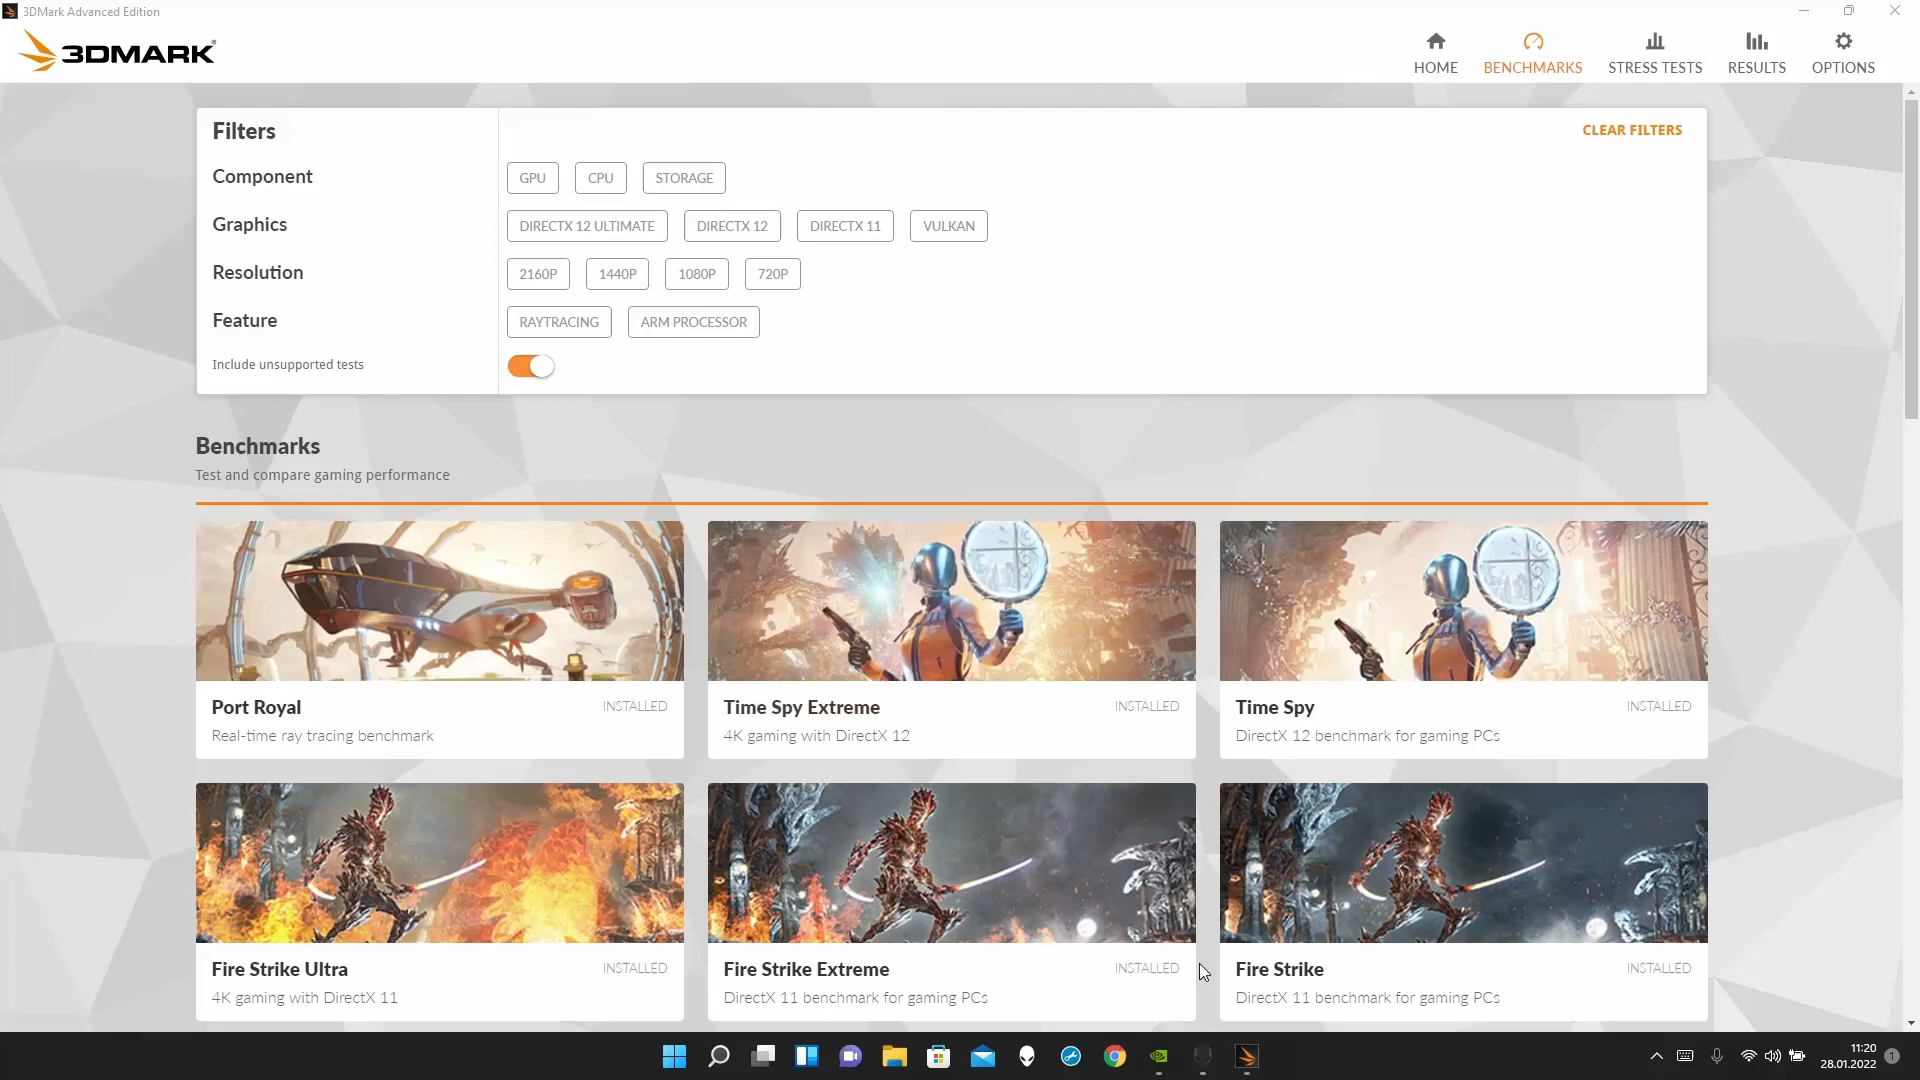 3DMark Advanced Edition
3DMARK®
HOME BENCHMARKS STRESS TESTS RESULTS OPTIONS
Filters
CLEAR FILTERS
Component GPU CPU STORAGE
Graphics DIRECTX 12 ULTIMATE DIRECTX 12 DIRECTX 11 VULKAN
Resolution 2160P 1440P 1080P 720P
Feature RAYTRACING ARM PROCESSOR
Include unsupported tests
Benchmarks
Test and compare gaming performance
Port Royal INSTALLED
Real-time ray tracing benchmark
Time Spy Extreme INSTALLED
4K gaming with DirectX 12
Time Spy INSTALLED
DirectX 12 benchmark for gaming PCs
Fire Strike Ultra INSTALLED
4K gaming with DirectX 11
Fire Strike Extreme INSTALLED
DirectX 11 benchmark for gaming PCs
Fire Strike INSTALLED
DirectX 11 benchmark for gaming PCs
11:20
28.01.2022
1